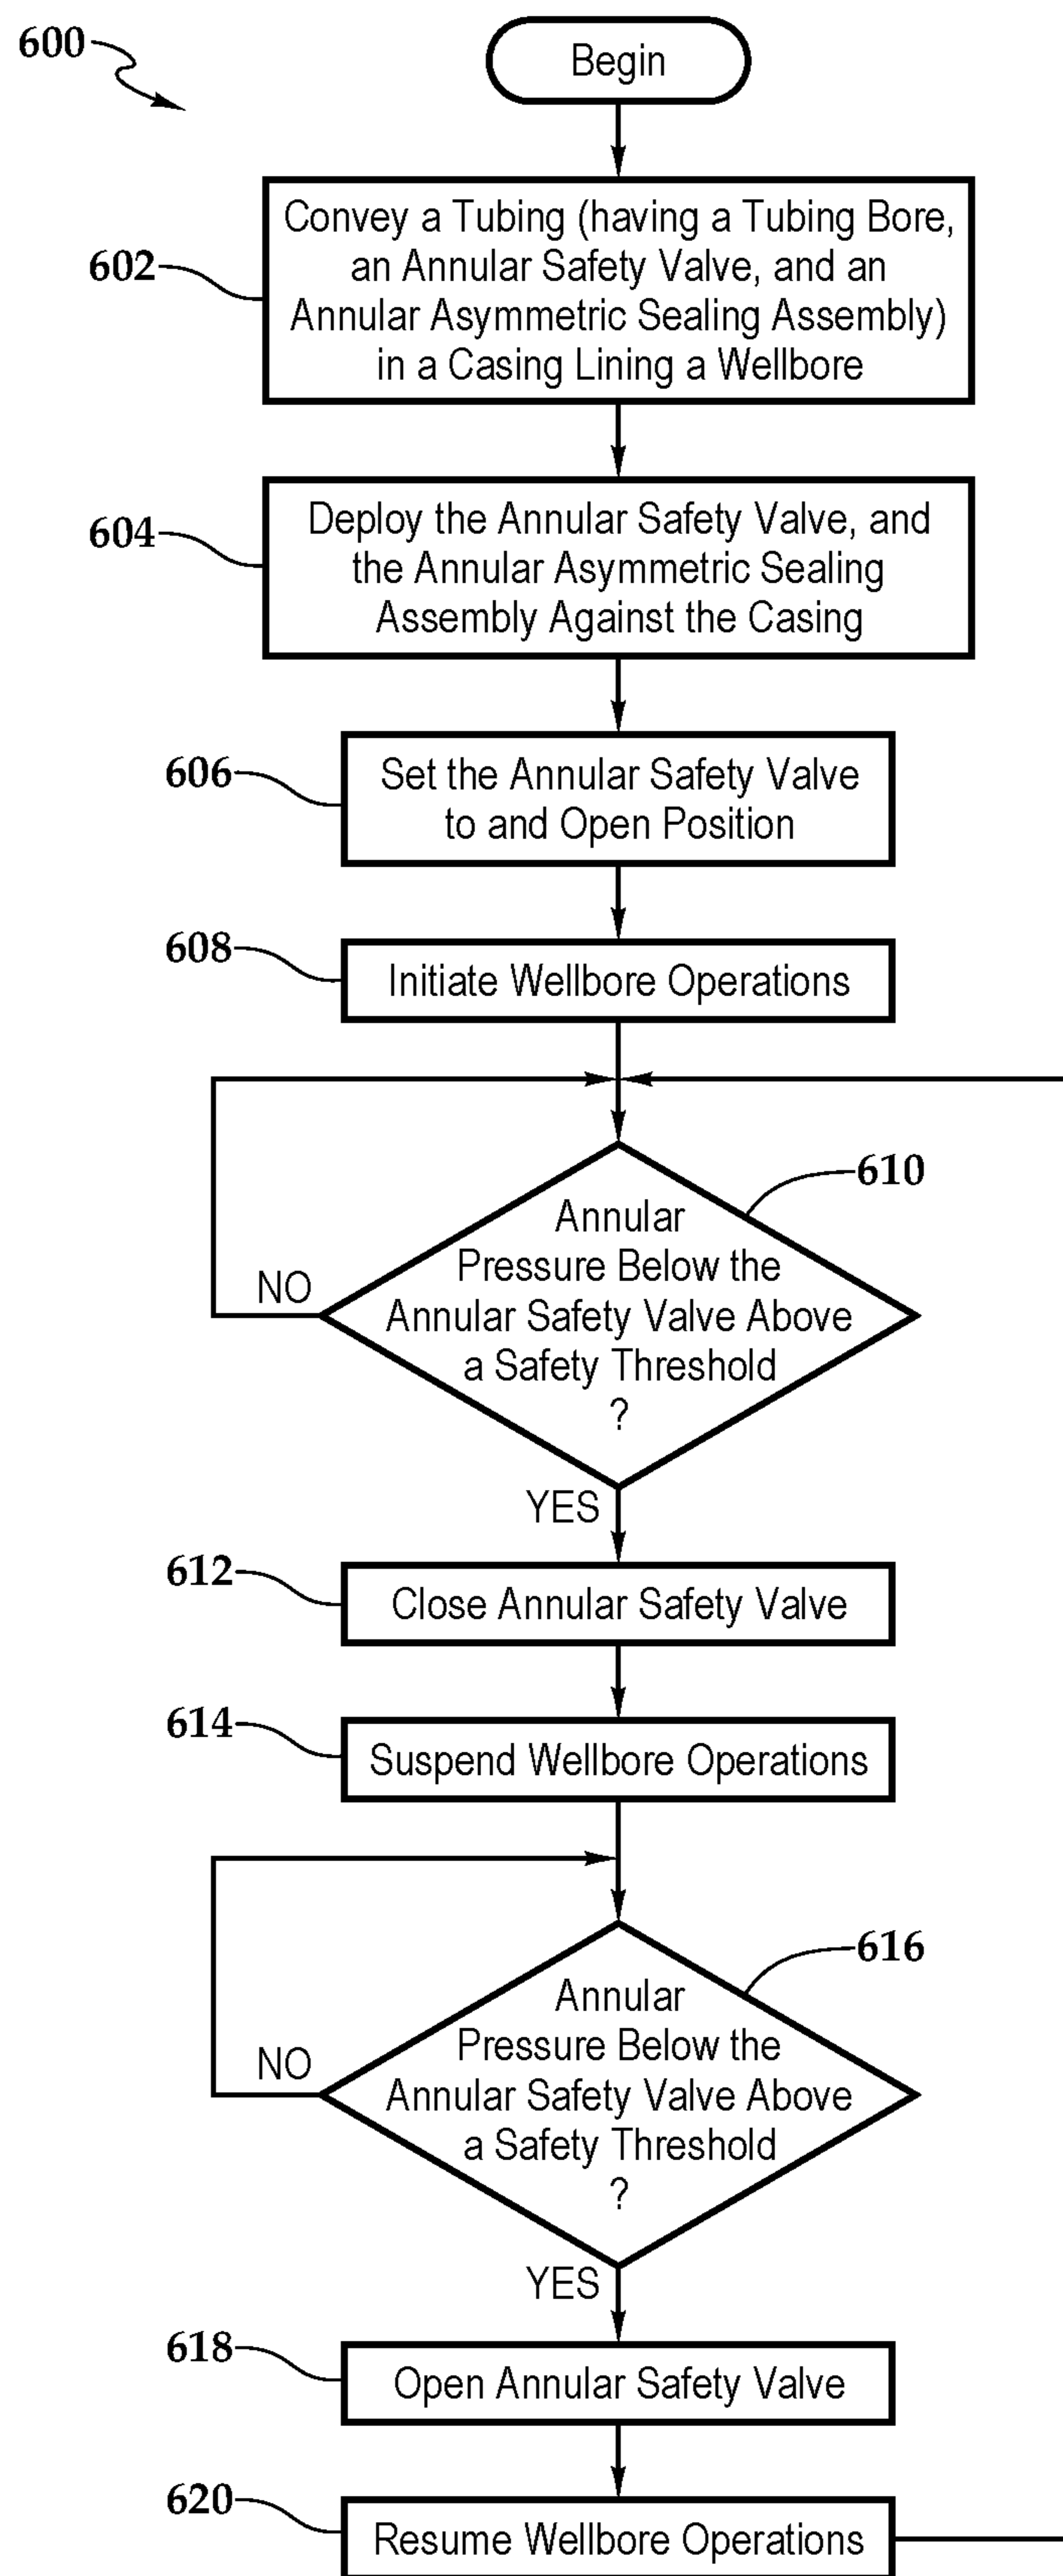 600
Begin
602
Convey a Tubing (having a Tubing Bore,
an Annular Safety Valve, and an
Annular Asymmetric Sealing Assembly)
in a Casing Lining a Wellbore
604
Deploy the Annular Safety Valve, and
the Annular Asymmetric Sealing
Assembly Against the Casing
606
Set the Annular Safety Valve
to and Open Position
608
Initiate Wellbore Operations
610
Annular
Pressure Below the
Annular Safety Valve Above
a Safety Threshold
?
NO
YES
612
Close Annular Safety Valve
614
Suspend Wellbore Operations
616
Annular
Pressure Below the
Annular Safety Valve Above
a Safety Threshold
?
NO
YES
618
Open Annular Safety Valve
620
Resume Wellbore Operations